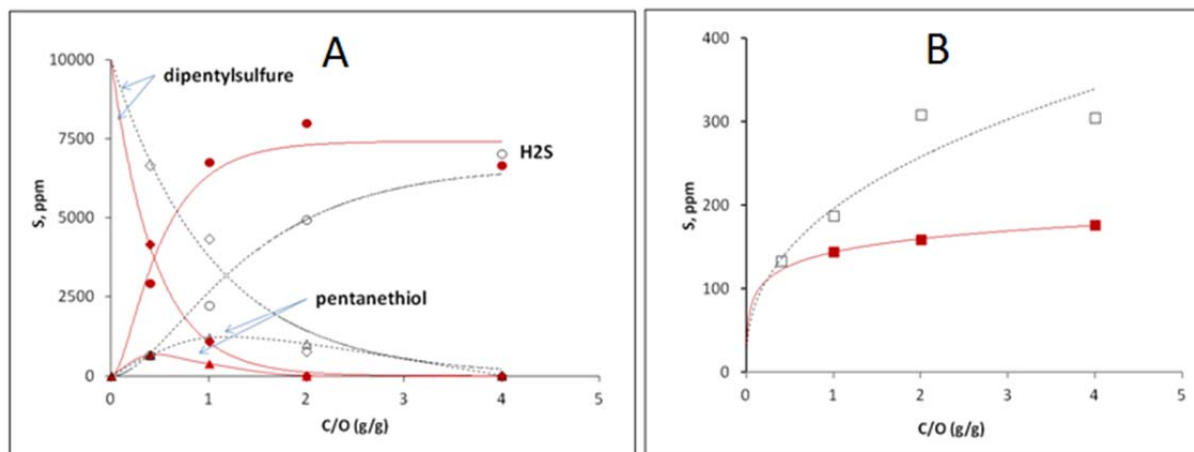 A
10000
7500
5000
2500
0
S, ppm
dipentylsulfure
H2S
pentanethiol
0 1 2 3 4 5
C/O (g/g)
B
400
300
200
100
0
S, ppm
0 1 2 3 4 5
C/O (g/g)